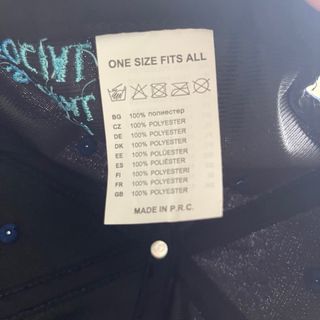 ONE SIZE FITS ALL
BG 100% полиестер
CZ 100% POLYESTER
DE 100% POLYESTER
DK 100% POLYESTER
EE 100% POLÜESTER
ES 100% POLIÉSTER
FI 100% POLYESTERI
FR 100% POLYESTER
GB 100% POLYESTER
MADE IN P.R.C.